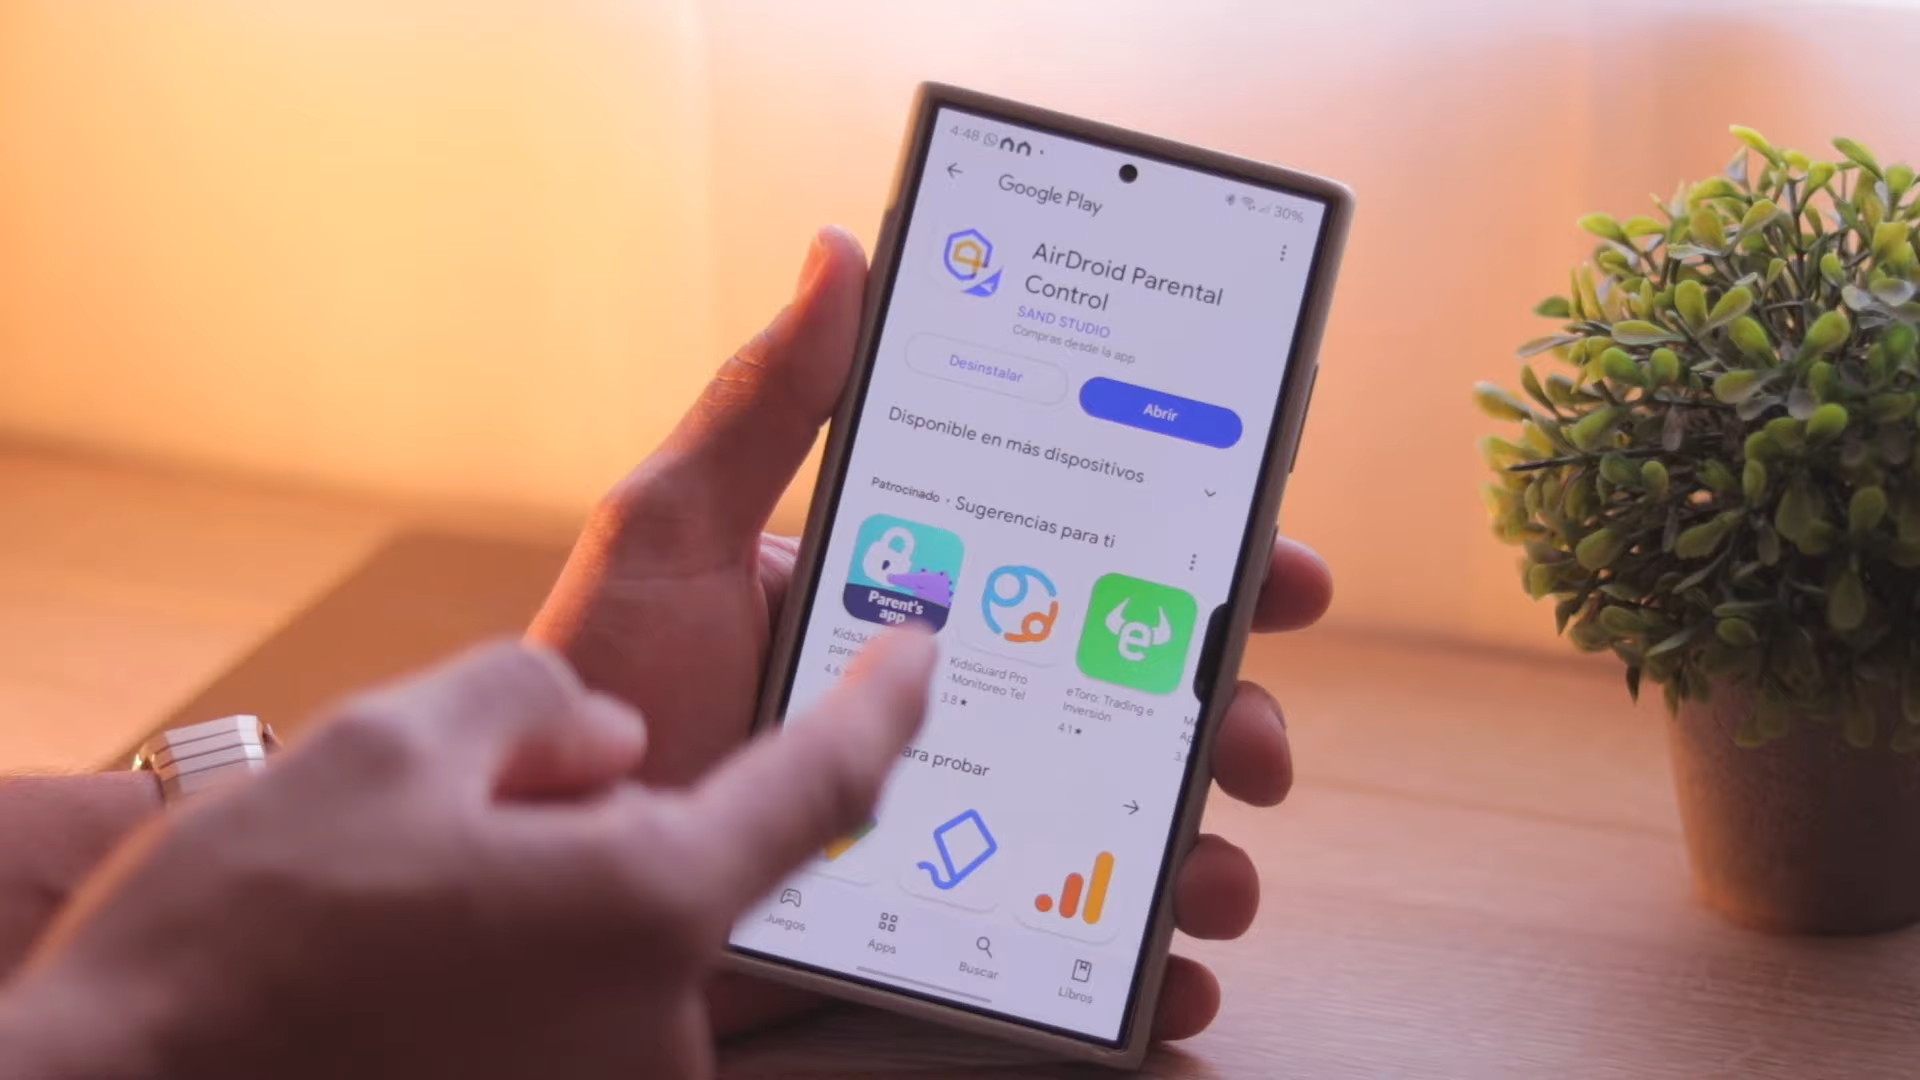 4:48
30%
Google Play
AirDroid Parental
Control
SAND STUDIO
Compras desde la app
Desinstalar
Abrir
Disponible en más dispositivos
Patrocinado · Sugerencias para ti
Parent's
app
KidsGuard Pro
-Monitoreo Tel
3.8 ★
e
eToro: Trading e
Inversión
4.1 ★
4.6
ara probar
Juegos
Apps
Buscar
Libros